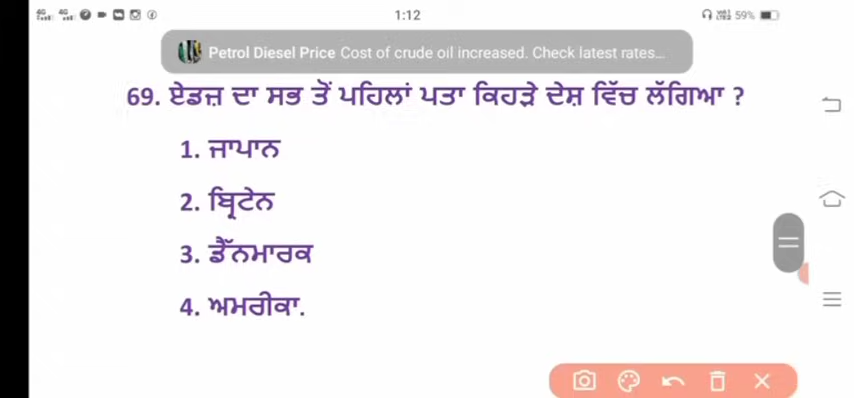 1:12
59%
Petrol Diesel Price Cost of crude oil increased. Check latest rates...
69. ਏਡਜ਼ ਦਾ ਸਭ ਤੋਂ ਪਹਿਲਾਂ ਪਤਾ ਕਿਹੜੇ ਦੇਸ਼ ਵਿੱਚ ਲੱਗਿਆ ?
1. ਜਾਪਾਨ
2. ਬ੍ਰਿਟੇਨ
3. ਡੈੱਨਮਾਰਕ
4. ਅਮਰੀਕਾ.